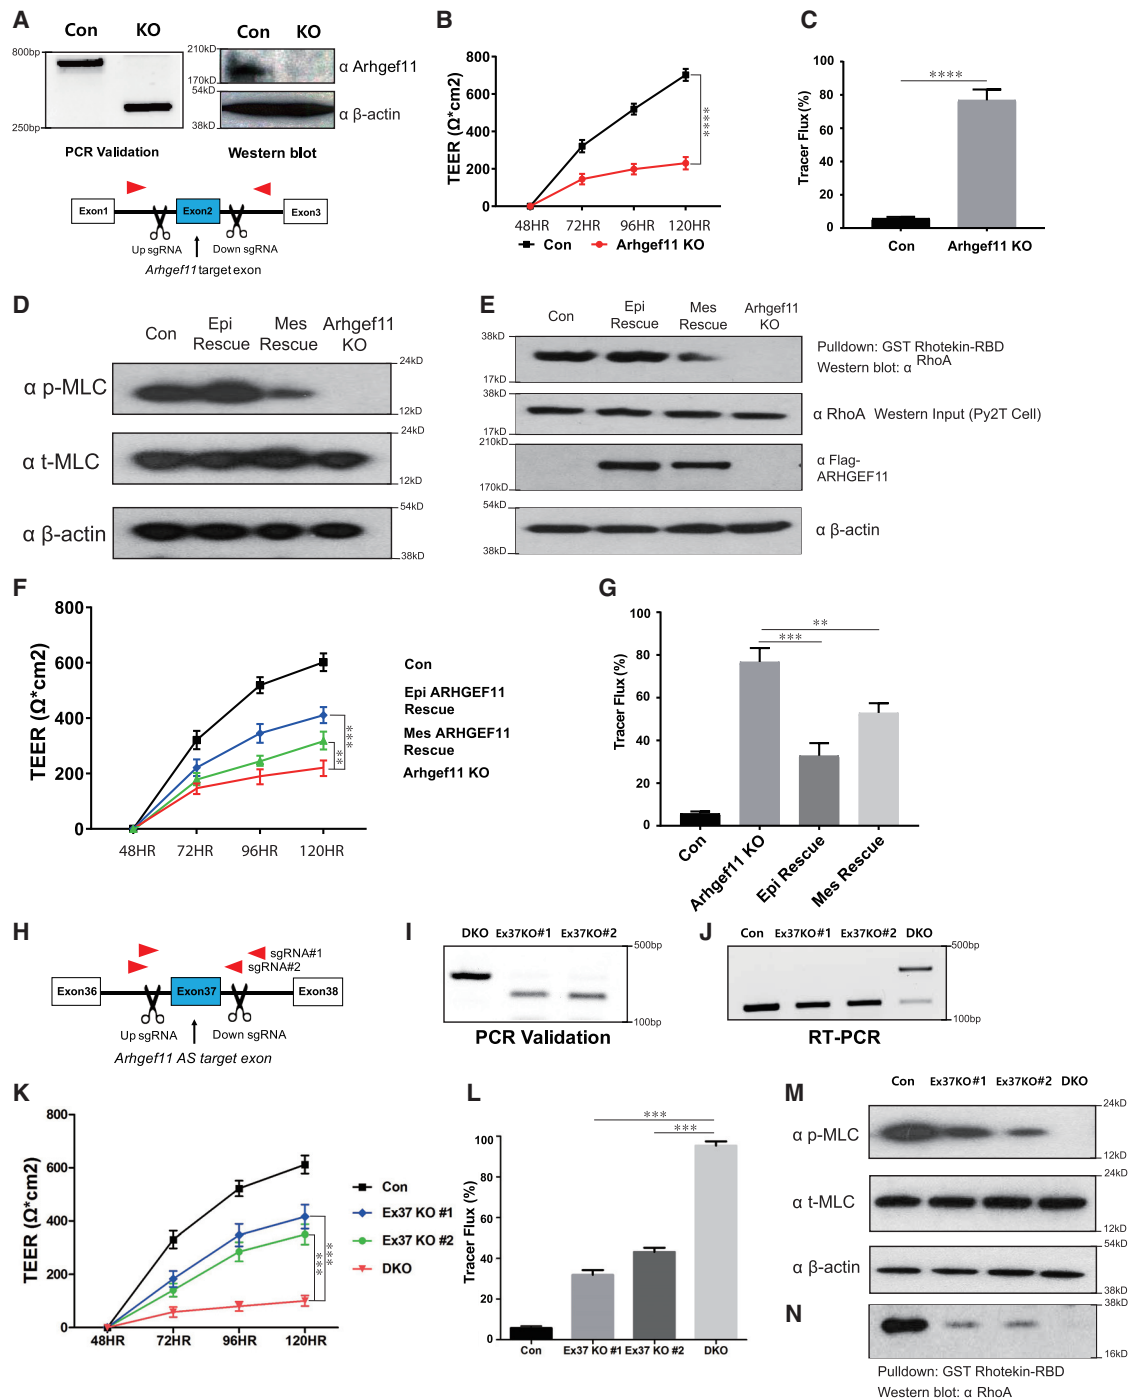 A
Con KO
800bp
250bp
PCR Validation
Con KO
210kD
170kD
54kD
38kD
α Arhgef11
α β-actin
Western blot
Exon1
Exon2
Exon3
Up sgRNA
Down sgRNA
Arhgef11 target exon
B
TEER (Ω*cm2)
800
600
400
200
0
48HR 72HR 96HR 120HR
****
Con
Arhgef11 KO
C
Tracer Flux (%)
100
80
60
40
20
0
****
Con Arhgef11 KO
D
Con
Epi Rescue
Mes Rescue
Arhgef11 KO
α p-MLC
24kD
12kD
α t-MLC
24kD
12kD
α β-actin
54kD
38kD
E
Con
Epi Rescue
Mes Rescue
Arhgef11 KO
38kD
17kD
Pulldown: GST Rhotekin-RBD
Western blot: α RhoA
38kD
17kD
α RhoA Western Input (Py2T Cell)
210kD
170kD
α Flag-
ARHGEF11
54kD
38kD
α β-actin
F
TEER (Ω*cm2)
800
600
400
200
0
48HR 72HR 96HR 120HR
***
**
Con
Epi ARHGEF11
Rescue
Mes ARHGEF11
Rescue
Arhgef11 KO
G
Tracer Flux (%)
100
80
60
40
20
0
**
***
Con
Arhgef11 KO
Epi Rescue
Mes Rescue
H
sgRNA#1
sgRNA#2
Exon36
Exon37
Exon38
Up sgRNA
Down sgRNA
Arhgef11 AS target exon
I
DKO Ex37KO#1 Ex37KO#2
500bp
100bp
PCR Validation
J
Con Ex37KO#1 Ex37KO#2 DKO
500bp
100bp
RT-PCR
K
TEER (Ω*cm2)
800
600
400
200
0
48HR 72HR 96HR 120HR
***
***
Con
Ex37 KO #1
Ex37 KO #2
DKO
L
Tracer Flux (%)
100
80
60
40
20
0
***
***
Con Ex37 KO #1 Ex37 KO #2 DKO
M
Con Ex37KO#1 Ex37KO#2 DKO
α p-MLC
24kD
12kD
α t-MLC
24kD
12kD
α β-actin
54kD
38kD
N
38kD
16kD
Pulldown: GST Rhotekin-RBD
Western blot: α RhoA